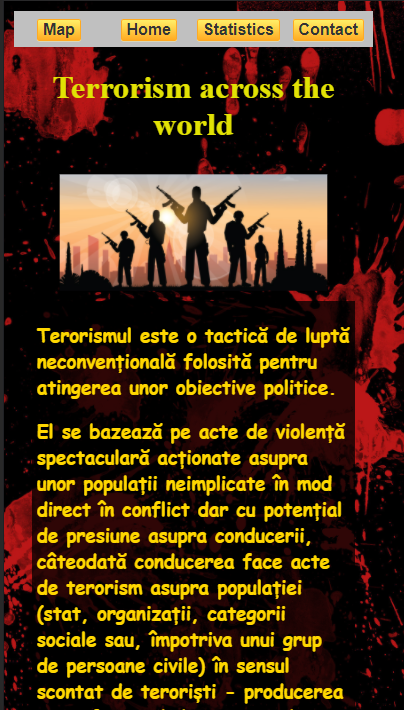 Map Home Statistics Contact
Terrorism across the
world
Terorismul este o tactică de luptă
neconvențională folosită pentru
atingerea unor obiective politice.
El se bazează pe acte de violență
spectaculară acționate asupra
unor populații neimplicate în mod
direct în conflict dar cu potențial
de presiune asupra conducerii,
câteodată conducerea face acte
de terorism asupra populației
(stat, organizații, categorii
sociale sau, împotriva unui grup
de persoane civile) în sensul
scontat de teroriști - producerea